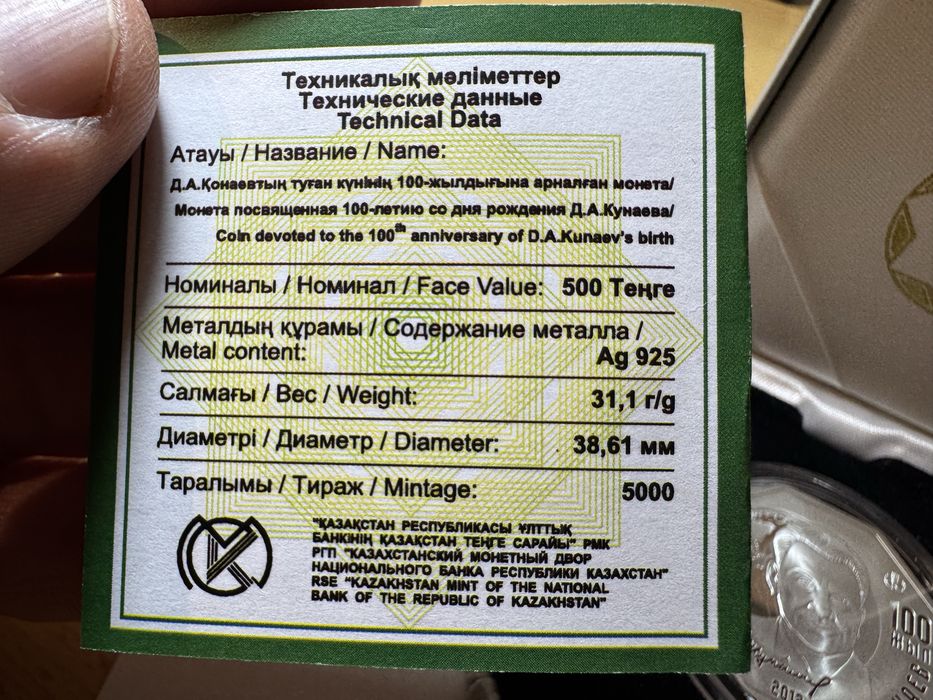 Техникалық мәліметтер
Технические данные
Technical Data
Атауы / Название / Name:
Д.А.Қонаевтың туған күнінің 100-жылдығына арналған монета/
Монета посвященная 100-летию со дня рождения Д.А.Кунаева/
Coin devoted to the 100th anniversary of D.A.Kunaev's birth
Номиналы / Номинал / Face Value: 500 Теңге
Металдың құрамы / Содержание металла /
Metal content: Ag 925
Салмағы / Вес / Weight: 31,1 г/g
Диаметрі / Диаметр / Diameter: 38,61 мм
Таралымы / Тираж / Mintage: 5000
"ҚАЗАҚСТАН РЕСПУБЛИКАСЫ ҰЛТТЫҚ
БАНКІНІҢ ҚАЗАҚСТАН ТЕҢГЕ САРАЙЫ" РМК
РГП "КАЗАХСТАНСКИЙ МОНЕТНЫЙ ДВОР
НАЦИОНАЛЬНОГО БАНКА РЕСПУБЛИКИ КАЗАХСТАН"
RSE "KAZAKHSTAN MINT OF THE NATIONAL
BANK OF THE REPUBLIC OF KAZAKHSTAN"
100